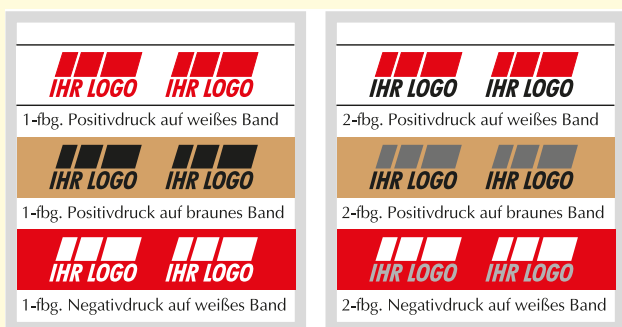 IHR LOGO IHR LOGO
1-fbg. Positivdruck auf weißes Band
IHR LOGO IHR LOGO
1-fbg. Positivdruck auf braunes Band
IHR LOGO IHR LOGO
1-fbg. Negativdruck auf weißes Band
IHR LOGO IHR LOGO
2-fbg. Positivdruck auf weißes Band
IHR LOGO IHR LOGO
2-fbg. Positivdruck auf braunes Band
IHR LOGO IHR LOGO
2-fbg. Negativdruck auf weißes Band